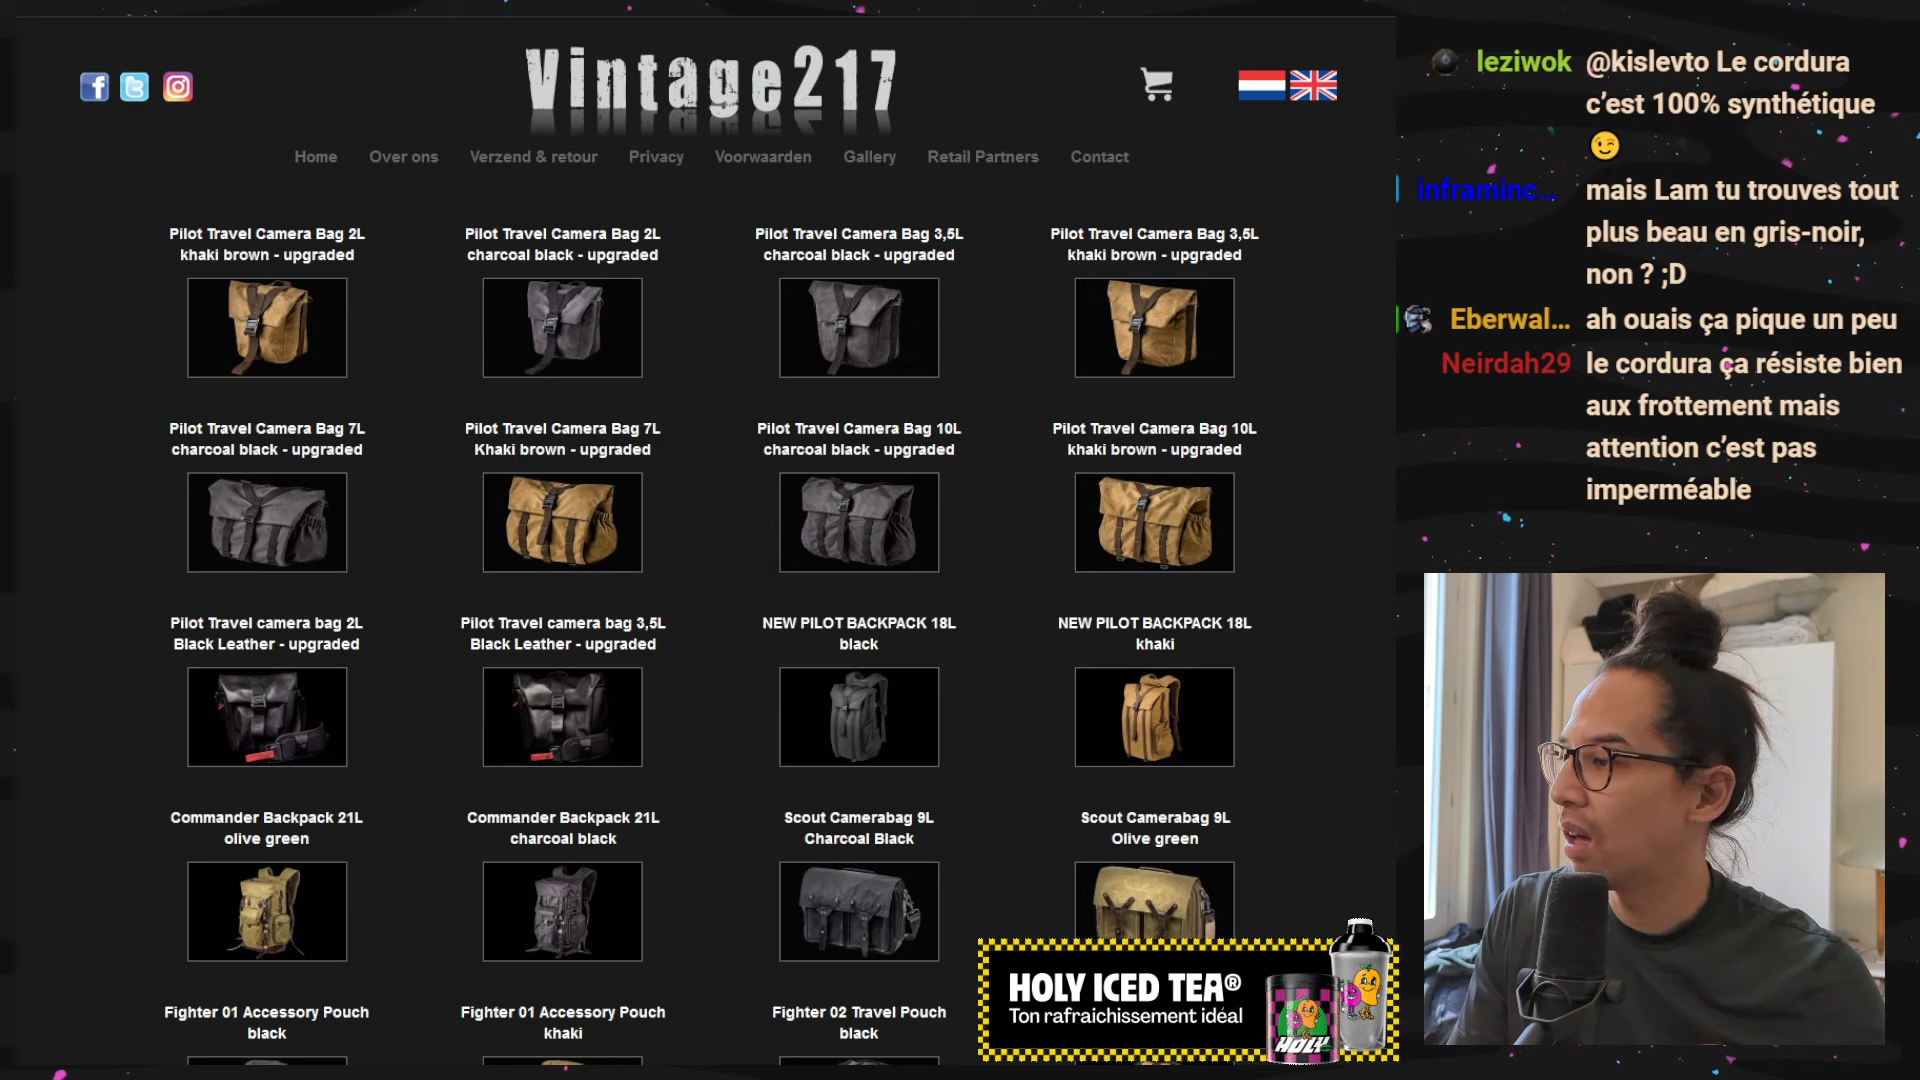 Vintage217
Home Over ons Verzend & retour Privacy Voorwaarden Gallery Retail Partners Contact
Pilot Travel Camera Bag 2L
khaki brown - upgraded
Pilot Travel Camera Bag 2L
charcoal black - upgraded
Pilot Travel Camera Bag 3,5L
charcoal black - upgraded
Pilot Travel Camera Bag 3,5L
khaki brown - upgraded
Pilot Travel Camera Bag 7L
charcoal black - upgraded
Pilot Travel Camera Bag 7L
Khaki brown - upgraded
Pilot Travel Camera Bag 10L
charcoal black - upgraded
Pilot Travel Camera Bag 10L
khaki brown - upgraded
Pilot Travel camera bag 2L
Black Leather - upgraded
Pilot Travel camera bag 3,5L
Black Leather - upgraded
NEW PILOT BACKPACK 18L
black
NEW PILOT BACKPACK 18L
khaki
Commander Backpack 21L
olive green
Commander Backpack 21L
charcoal black
Scout Camerabag 9L
Charcoal Black
Scout Camerabag 9L
Olive green
Fighter 01 Accessory Pouch
black
Fighter 01 Accessory Pouch
khaki
Fighter 02 Travel Pouch
black
HOLY ICED TEA®
Ton rafraichissement idéal
HOLY
leziwok @kislevto Le cordura
c’est 100% synthétique
😉
inframinc... mais Lam tu trouves tout
plus beau en gris-noir,
non ? ;D
Eberwal... ah ouais ça pique un peu
Neirdah29 le cordura ça résiste bien
aux frottement mais
attention c’est pas
imperméable